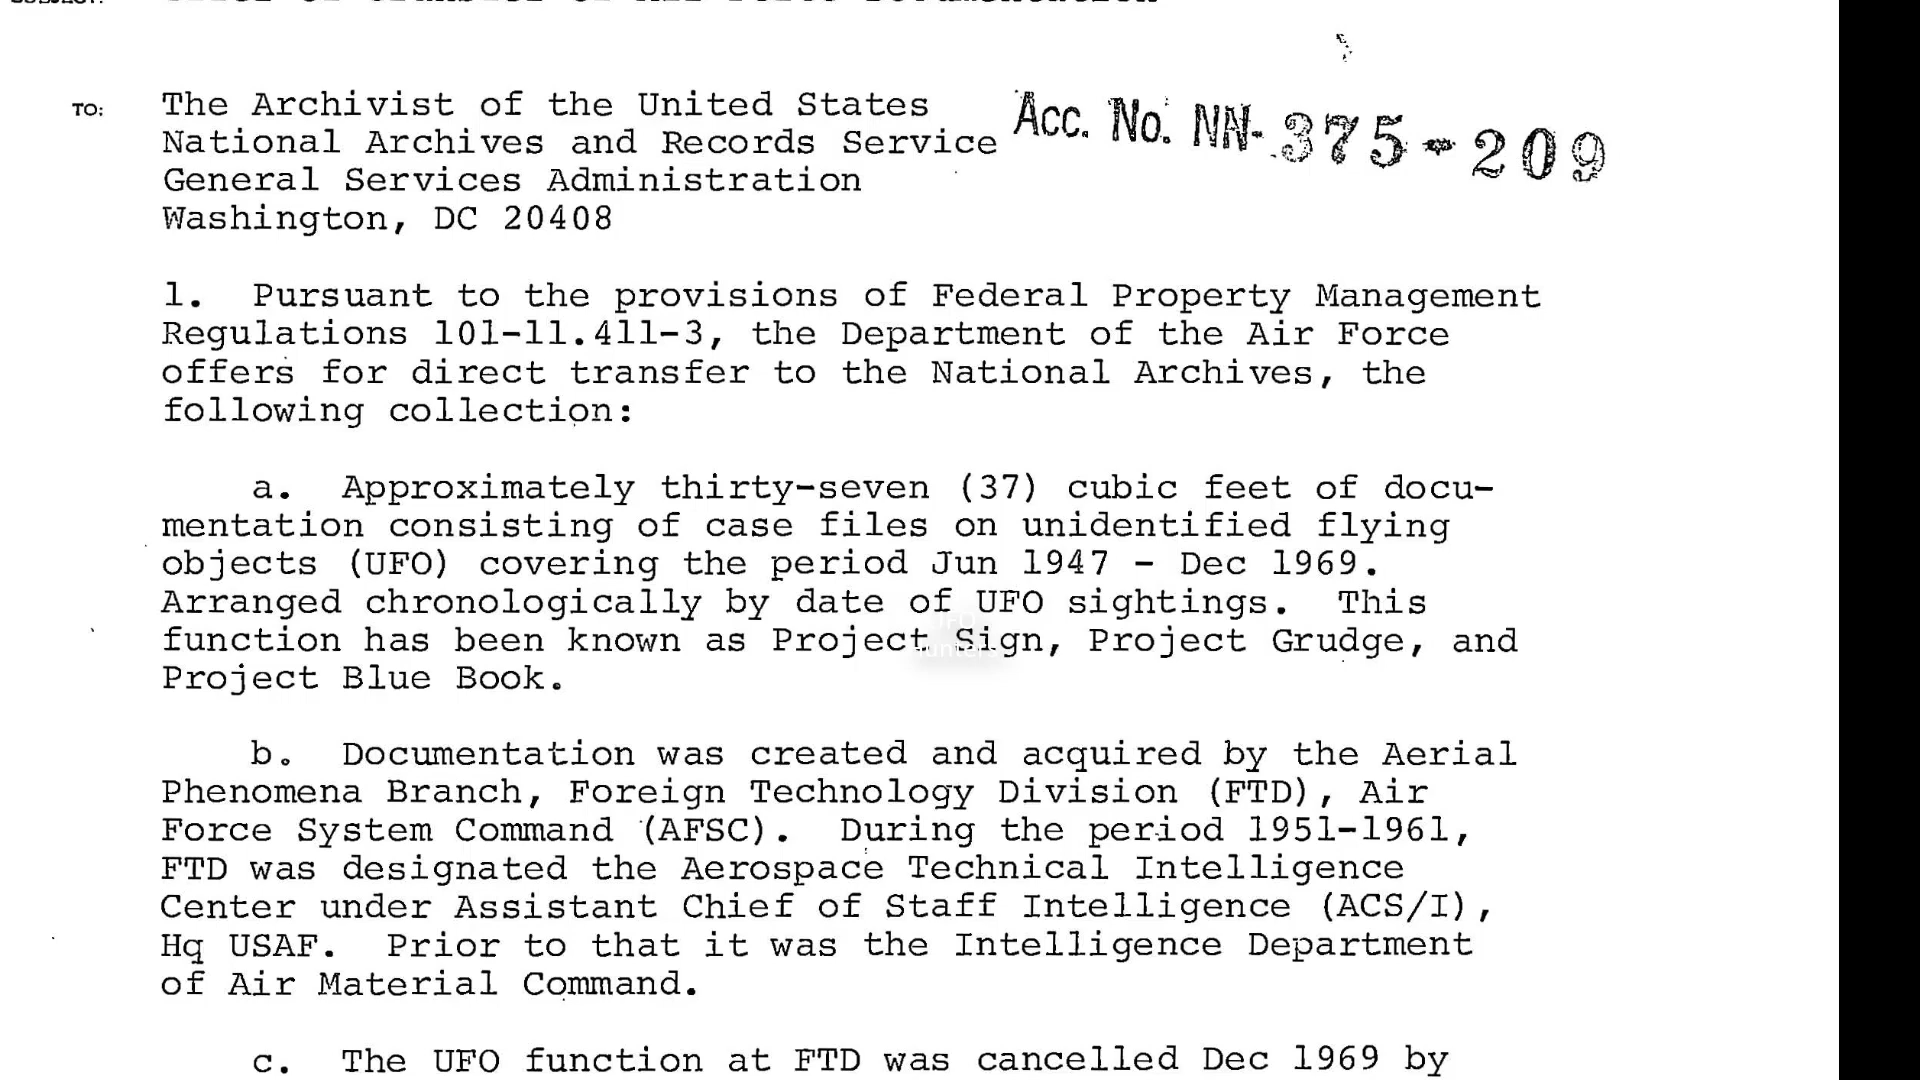 TO:
The Archivist of the United States
National Archives and Records Service
General Services Administration
Washington, DC 20408
Acc. No. NN-375-209
1. Pursuant to the provisions of Federal Property Management
Regulations 101-11.411-3, the Department of the Air Force
offers for direct transfer to the National Archives, the
following collection:
a. Approximately thirty-seven (37) cubic feet of docu-
mentation consisting of case files on unidentified flying
objects (UFO) covering the period Jun 1947 - Dec 1969.
Arranged chronologically by date of UFO sightings. This
function has been known as Project Sign, Project Grudge, and
Project Blue Book.
b. Documentation was created and acquired by the Aerial
Phenomena Branch, Foreign Technology Division (FTD), Air
Force System Command (AFSC). During the period 1951-1961,
FTD was designated the Aerospace Technical Intelligence
Center under Assistant Chief of Staff Intelligence (ACS/I),
Hq USAF. Prior to that it was the Intelligence Department
of Air Material Command.
c. The UFO function at FTD was cancelled Dec 1969 by